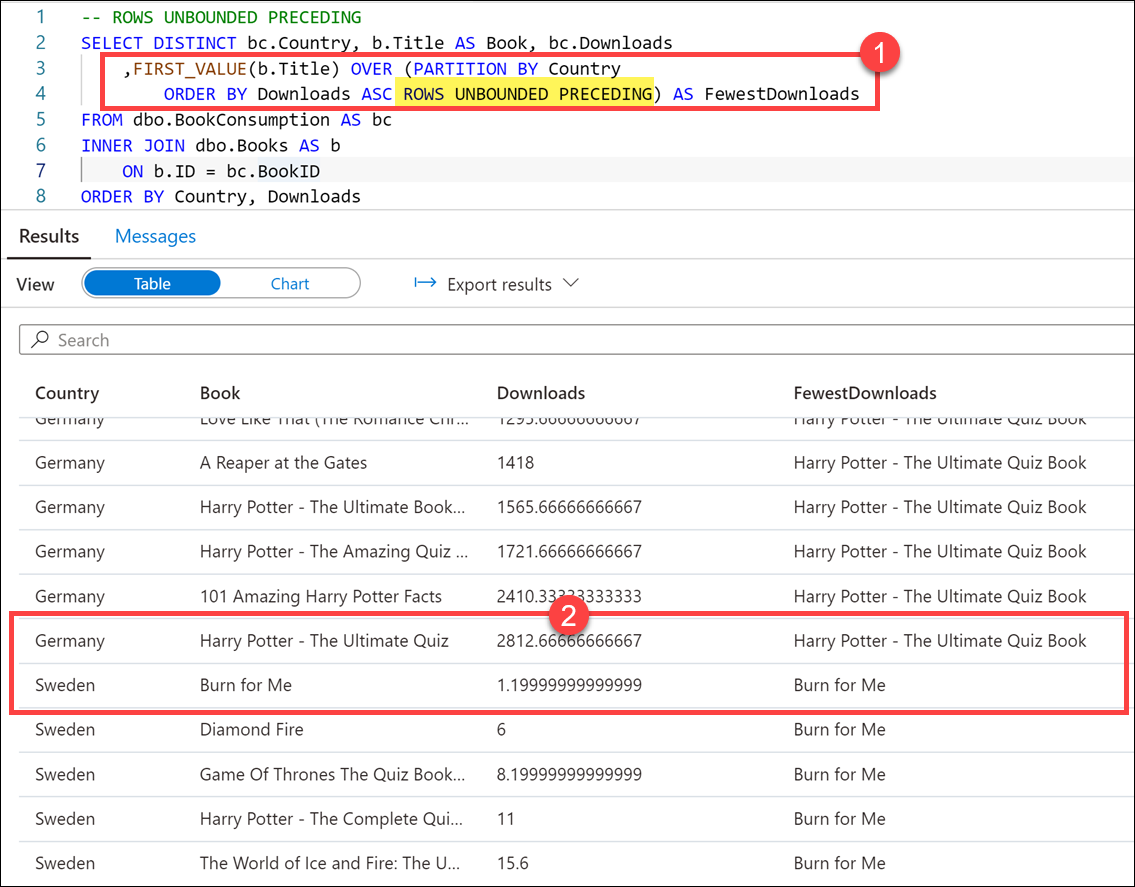 1 -- ROWS UNBOUNDED PRECEDING
2 SELECT DISTINCT bc.Country, b.Title AS Book, bc.Downloads
1
3 ,FIRST_VALUE(b.Title) OVER (PARTITION BY Country
4 ORDER BY Downloads ASC ROWS UNBOUNDED PRECEDING) AS FewestDownloads
5 FROM dbo.BookConsumption AS bc
6 INNER JOIN dbo.Books AS b
7 ON b.ID = bc.BookID
8 ORDER BY Country, Downloads
Results Messages
View Table Chart Export results
Search
Country Book Downloads FewestDownloads
Germany Love Like That (The Romance Chr... 1295.66666666667 Harry Potter - The Ultimate Quiz Book
Germany A Reaper at the Gates 1418 Harry Potter - The Ultimate Quiz Book
Germany Harry Potter - The Ultimate Book... 1565.66666666667 Harry Potter - The Ultimate Quiz Book
Germany Harry Potter - The Amazing Quiz ... 1721.66666666667 Harry Potter - The Ultimate Quiz Book
Germany 101 Amazing Harry Potter Facts 2410.33333333333 Harry Potter - The Ultimate Quiz Book
2
Germany Harry Potter - The Ultimate Quiz 2812.66666666667 Harry Potter - The Ultimate Quiz Book
Sweden Burn for Me 1.19999999999999 Burn for Me
Sweden Diamond Fire 6 Burn for Me
Sweden Game Of Thrones The Quiz Book... 8.19999999999999 Burn for Me
Sweden Harry Potter - The Complete Qui... 11 Burn for Me
Sweden The World of Ice and Fire: The U... 15.6 Burn for Me